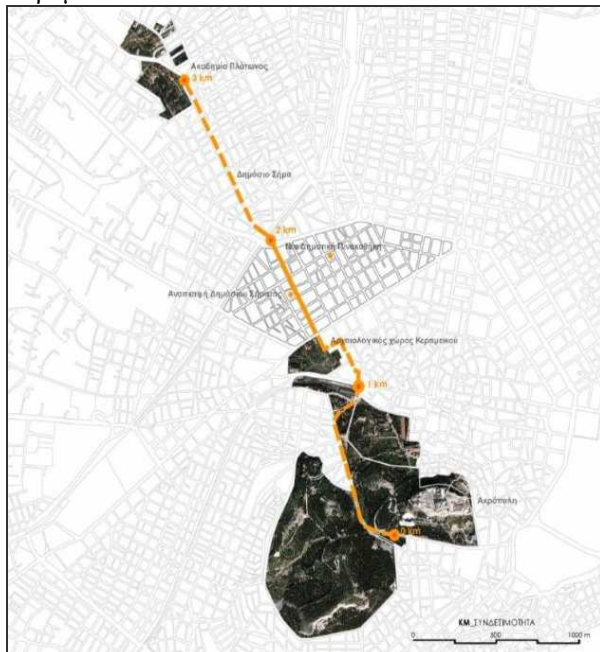 Ακαδημία Πλάτωνος
3 km
Δημόσιο Σήμα
2 km
Νέα Δημοτική Πινακοθήκη
Ανασκαφή Δημόσιου Σήματος
Αρχαιολογικός χώρος Κεραμεικού
1 km
Ακρόπολη
0 km
KM_ΣΥΝΔΕΣΙΜΟΤΗΤΑ
0 500 1000 m